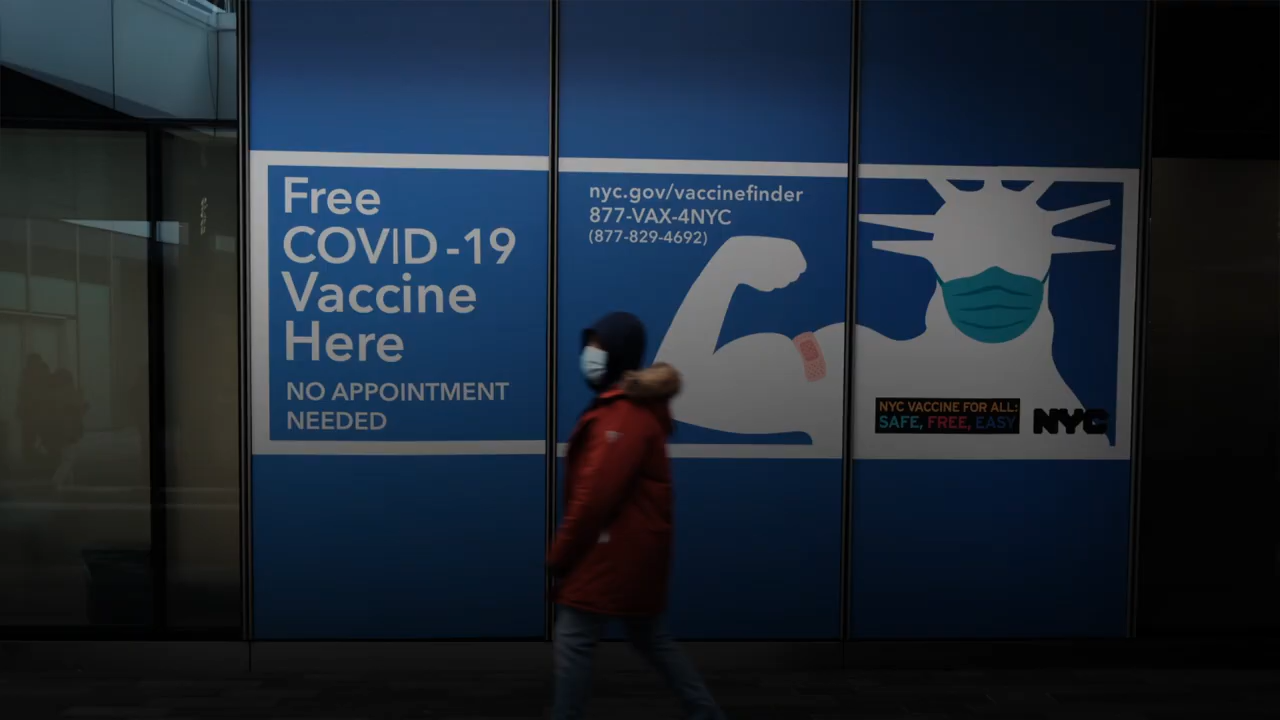 Free
COVID-19
Vaccine
Here
NO APPOINTMENT
NEEDED
nyc.gov/vaccinefinder
877-VAX-4NYC
(877-829-4692)
NYC VACCINE FOR ALL:
SAFE, FREE, EASY
NYC